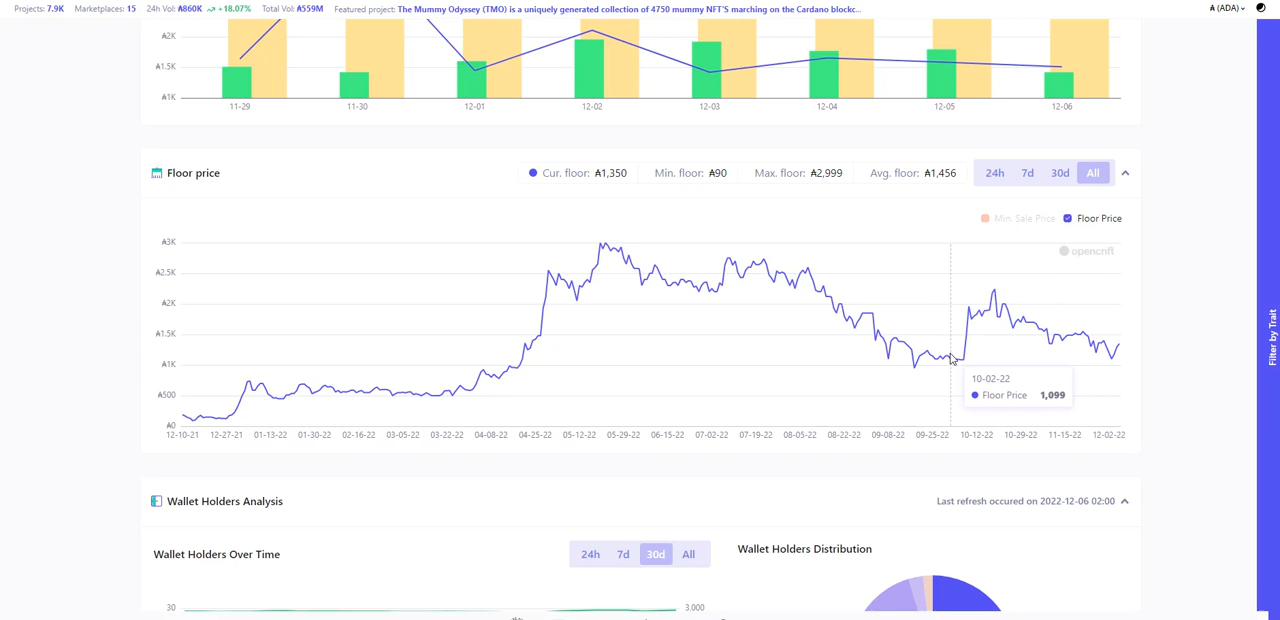 Projects: 7.9K Marketplaces: 15 24h Vol: ₳860K +18.07% Total Vol: ₳559M Featured project: The Mummy Odyssey (TMO) is a uniquely generated collection of 4750 mummy NFT'S marching on the Cardano blockc... ₳ (ADA)
₳2K
₳1.5K
₳1K
11-29 11-30 12-01 12-02 12-03 12-04 12-05 12-06
Floor price Cur. floor: ₳1,350 Min. floor: ₳90 Max. floor: ₳2,999 Avg. floor: ₳1,456 24h 7d 30d All
Min. Sale Price Floor Price
₳3K
opencnft
₳2.5K
₳2K
₳1.5K
₳1K
10-02-22
Floor Price 1,099
₳500
₳0
12-10-21 12-27-21 01-13-22 01-30-22 02-16-22 03-05-22 03-22-22 04-08-22 04-25-22 05-12-22 05-29-22 06-15-22 07-02-22 07-19-22 08-05-22 08-22-22 09-08-22 09-25-22 10-12-22 10-29-22 11-15-22 12-02-22
Filter by Trait
Wallet Holders Analysis Last refresh occured on 2022-12-06 02:00
Wallet Holders Over Time 24h 7d 30d All Wallet Holders Distribution
30 3,000